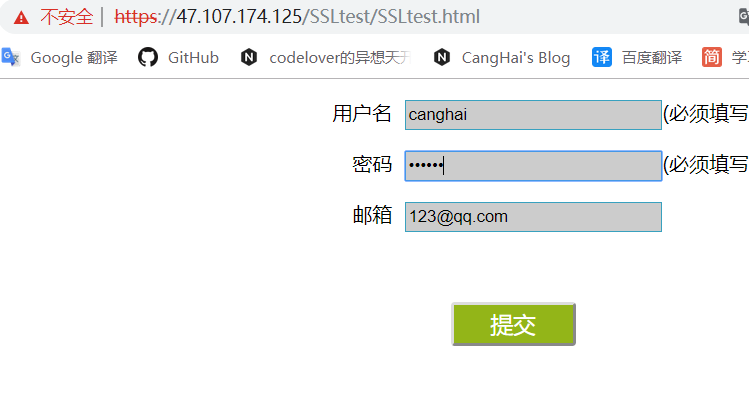 不安全 | https://47.107.174.125/SSLtest/SSLtest.html
Google 翻译 GitHub codelover的异想天开 CangHai's Blog 译 百度翻译 简 学习
用户名 canghai (必须填写
密码 •••••• (必须填写
邮箱 123@qq.com
提交